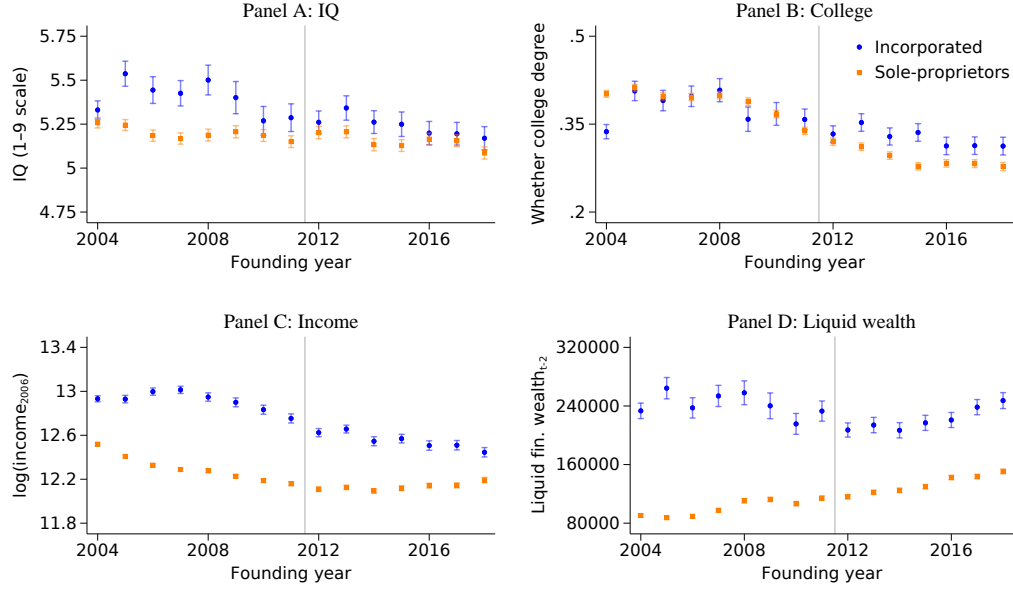 Panel A: IQ
5.75
5.5
5.25
5
4.75
IQ (1–9 scale)
2004 2008 2012 2016
Founding year
Panel B: College
.5
.35
.2
Whether college degree
Incorporated
Sole-proprietors
2004 2008 2012 2016
Founding year
Panel C: Income
13.4
13
12.6
12.2
11.8
log(income2006)
2004 2008 2012 2016
Founding year
Panel D: Liquid wealth
320000
240000
160000
80000
Liquid fin. wealtht-2
2004 2008 2012 2016
Founding year